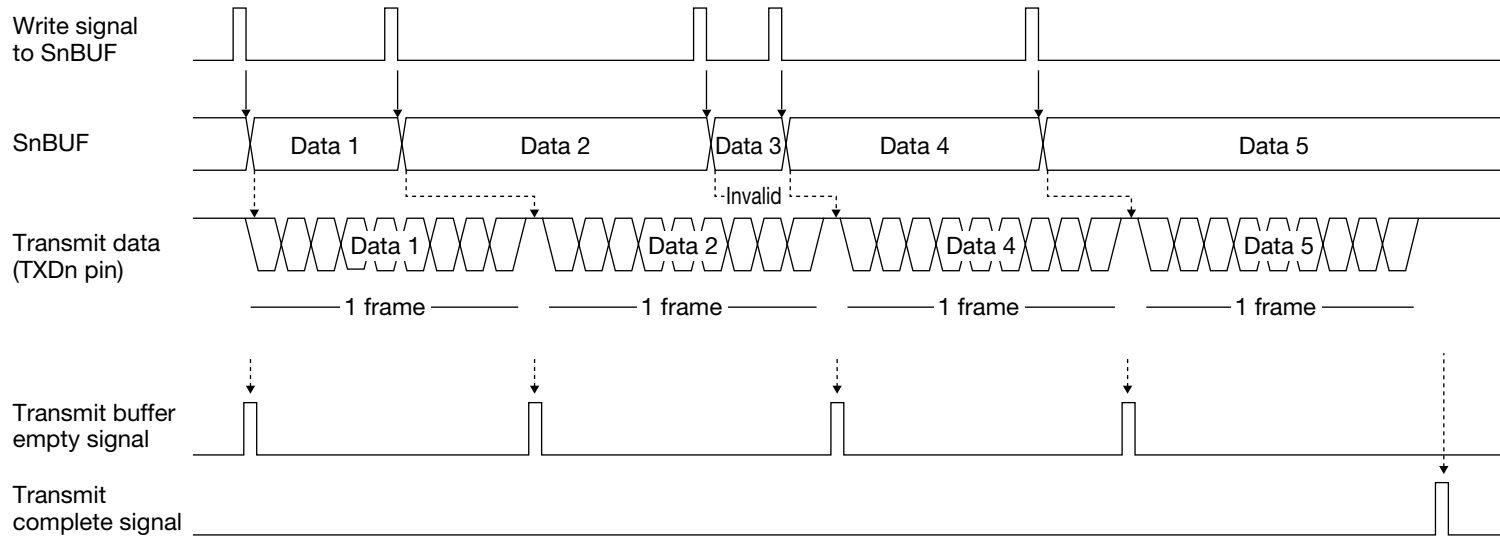 Write signal
to SnBUF
SnBUF
Data 1 Data 2 Data 3 Data 4 Data 5
Invalid
Transmit data
(TXDn pin)
Data 1 Data 2 Data 4 Data 5
1 frame 1 frame 1 frame 1 frame
Transmit buffer
empty signal
Transmit
complete signal